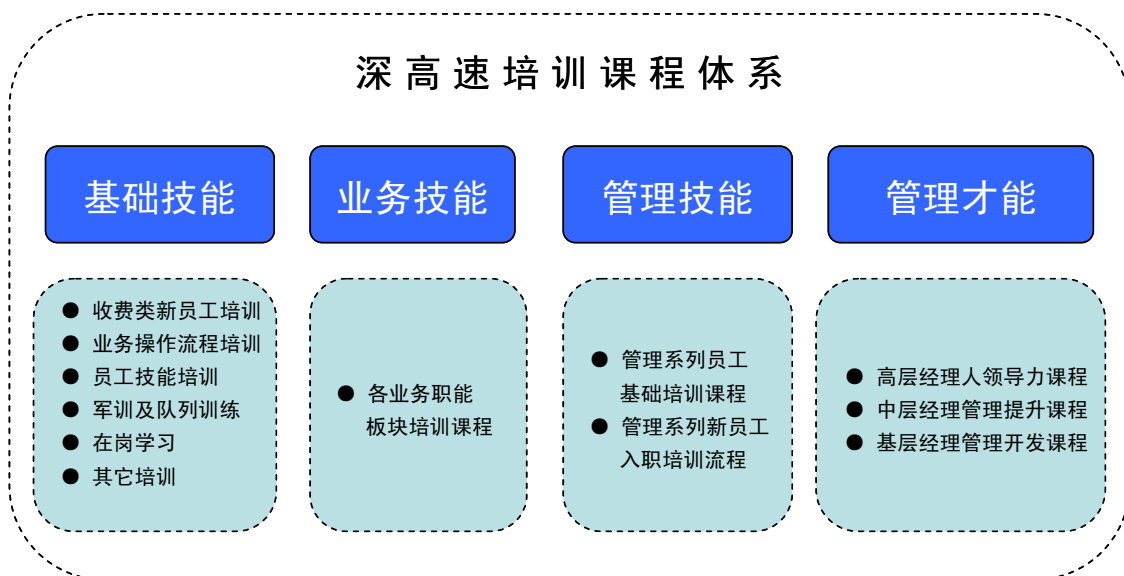 深高速培训课程体系
基础技能
业务技能
管理技能
管理才能
● 收费类新员工培训
● 业务操作流程培训
● 员工技能培训
● 军训及队列训练
● 在岗学习
● 其它培训
● 各业务职能
板块培训课程
● 管理系列员工
基础培训课程
● 管理系列新员工
入职培训流程
● 高层经理人领导力课程
● 中层经理管理提升课程
● 基层经理管理开发课程